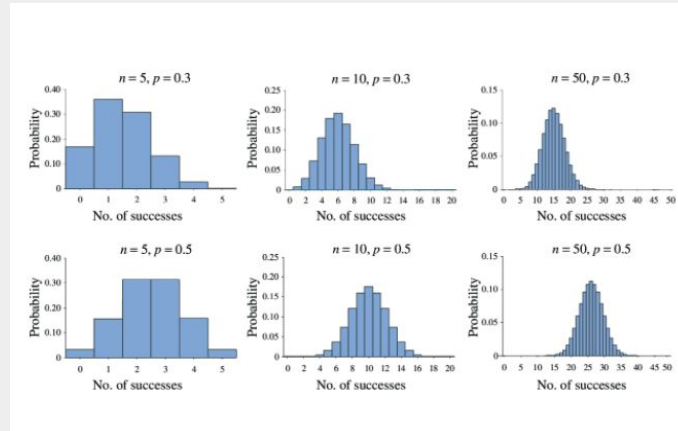 n = 5, p = 0.3
0.40
0.30
0.20
0.10
0
Probability
0 1 2 3 4 5
No. of successes
n = 10, p = 0.3
0.25
0.20
0.15
0.10
0.05
0
Probability
0 2 4 6 8 10 12 14 16 18 20
No. of successes
n = 50, p = 0.3
0.15
0.10
0.05
0
Probability
0 5 10 15 20 25 30 35 40 45 50
No. of successes
n = 5, p = 0.5
0.40
0.30
0.20
0.10
0
Probability
0 1 2 3 4 5
No. of successes
n = 10, p = 0.5
0.25
0.20
0.15
0.10
0.05
0
Probability
0 2 4 6 8 10 12 14 16 18 20
No. of successes
n = 50, p = 0.5
0.15
0.10
0.05
0
Probability
0 5 10 15 20 25 30 35 40 45 50
No. of successes